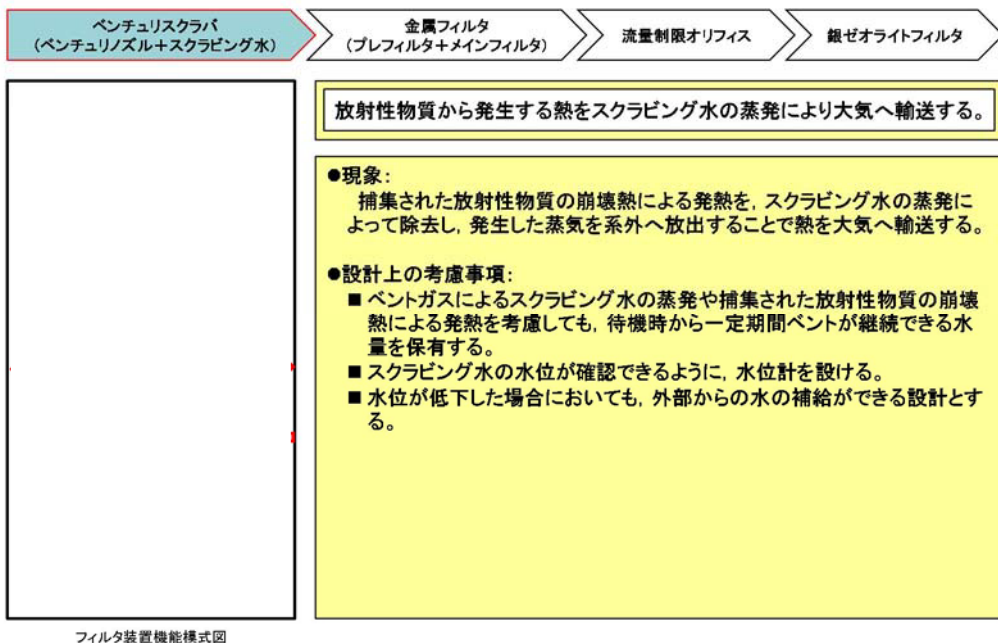 ベンチュリスクラバ
(ベンチュリノズル+スクラビング水)
金属フィルタ
(プレフィルタ+メインフィルタ)
流量制限オリフィス
銀ゼオライトフィルタ
放射性物質から発生する熱をスクラビング水の蒸発により大気へ輸送する。
●現象:
捕集された放射性物質の崩壊熱による発熱を，スクラビング水の蒸発に
よって除去し，発生した蒸気を系外へ放出することで熱を大気へ輸送する。
●設計上の考慮事項:
■ ベントガスによるスクラビング水の蒸発や捕集された放射性物質の崩壊
熱による発熱を考慮しても，待機時から一定期間ベントが継続できる水
量を保有する。
■ スクラビング水の水位が確認できるように，水位計を設ける。
■ 水位が低下した場合においても，外部からの水の補給ができる設計とす
る。
フィルタ装置機能模式図